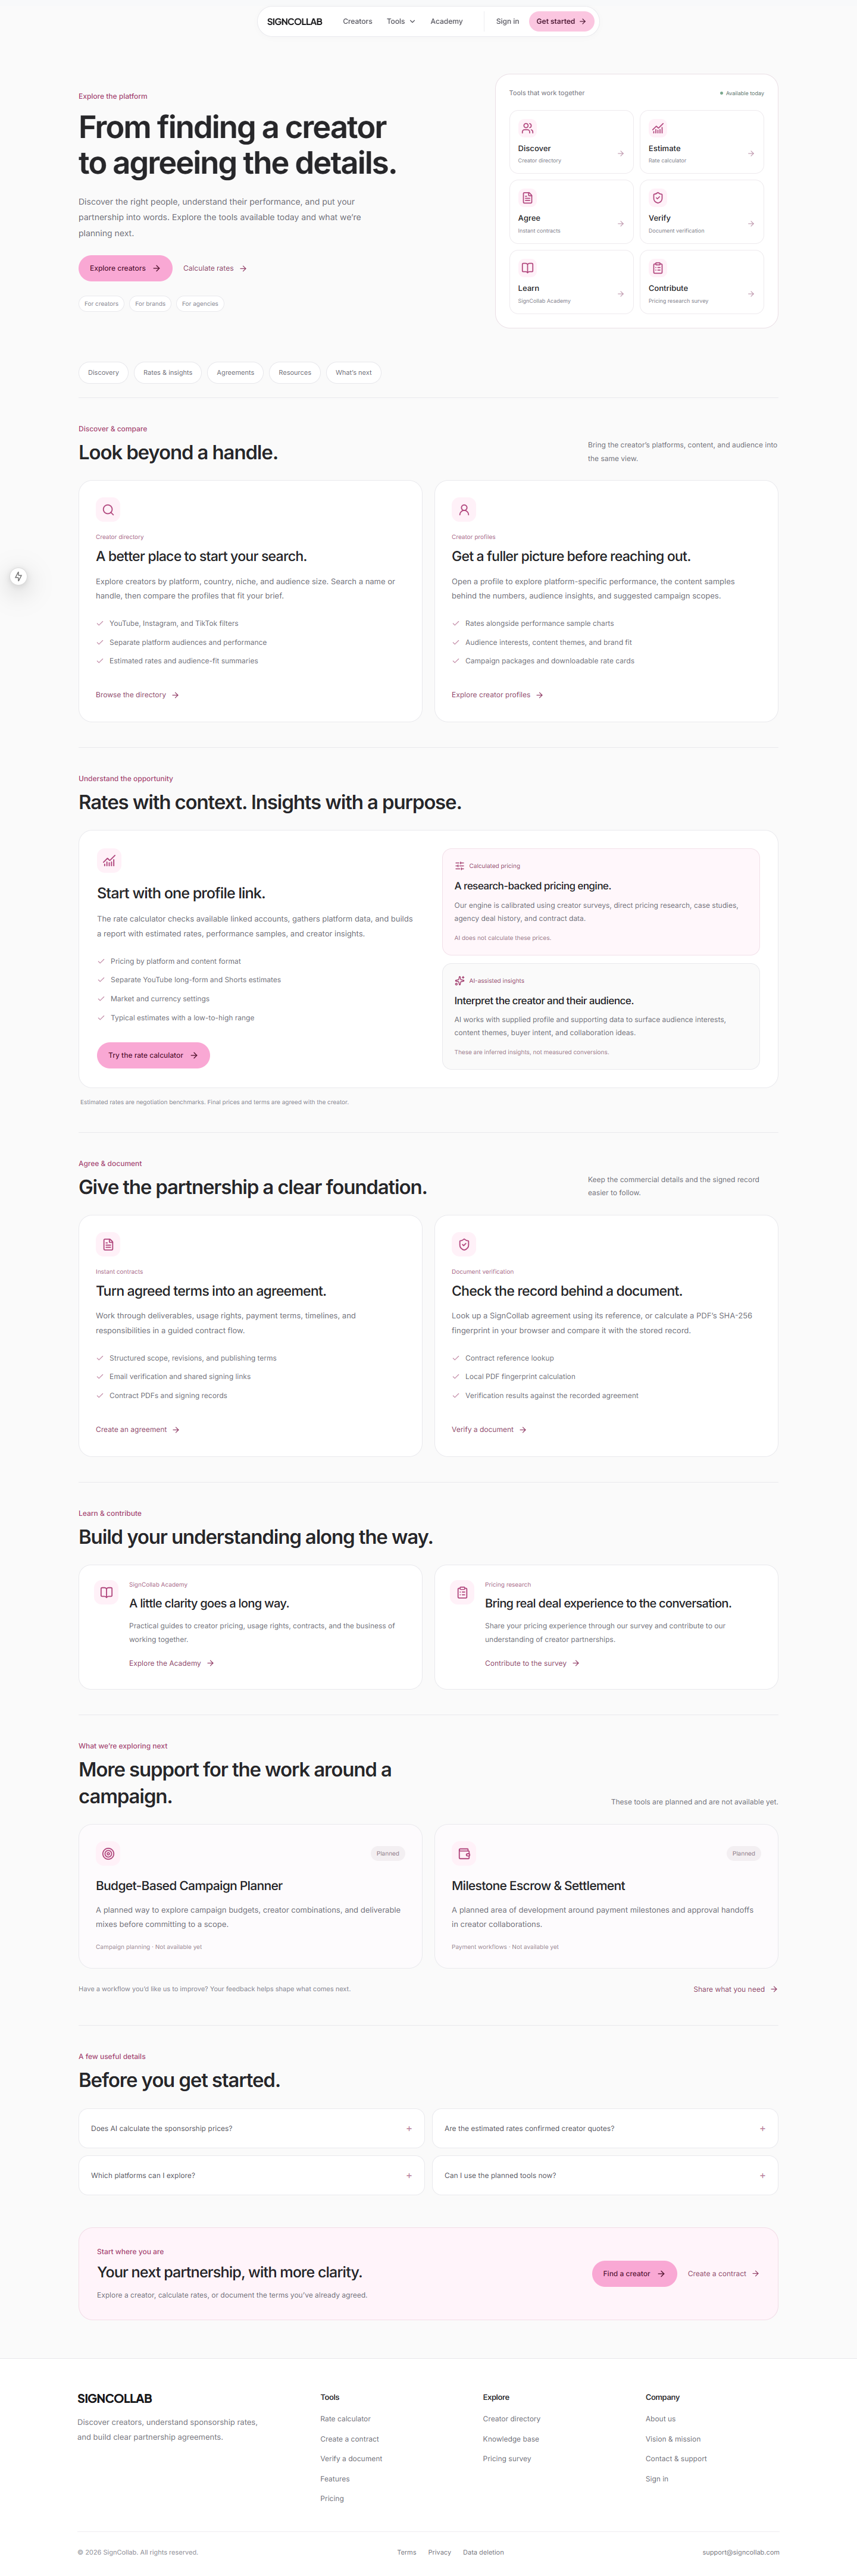 SIGNCOLLAB
Creators
Tools
Academy
Sign in
Get started
Explore the platform
From finding a creator
to agreeing the details.
Discover the right people, understand their performance, and put your
partnership into words. Explore the tools available today and what we're
planning next.
Explore creators
Calculate rates
For creators
For brands
For agencies
Tools that work together
Available today
Discover
Creator directory
Estimate
Rate calculator
Agree
Instant contracts
Verify
Document verification
Learn
SignCollab Academy
Contribute
Pricing research survey
Discovery
Rates & insights
Agreements
Resources
What's next
Discover & compare
Look beyond a handle.
Bring the creator's platforms, content, and audience into
the same view.
Creator directory
A better place to start your search.
Explore creators by platform, country, niche, and audience size. Search a name or
handle, then compare the profiles that fit your brief.
YouTube, Instagram, and TikTok filters
Separate platform audiences and performance
Estimated rates and audience-fit summaries
Browse the directory
Creator profiles
Get a fuller picture before reaching out.
Open a profile to explore platform-specific performance, the content samples
behind the numbers, audience insights, and suggested campaign scopes.
Rates alongside performance sample charts
Audience interests, content themes, and brand fit
Campaign packages and downloadable rate cards
Explore creator profiles
Understand the opportunity
Rates with context. Insights with a purpose.
Start with one profile link.
The rate calculator checks available linked accounts, gathers platform data, and builds
a report with estimated rates, performance samples, and creator insights.
Pricing by platform and content format
Separate YouTube long-form and Shorts estimates
Market and currency settings
Typical estimates with a low-to-high range
Try the rate calculator
Calculated pricing
A research-backed pricing engine.
Our engine is calibrated using creator surveys, direct pricing research, case studies,
agency deal history, and contract data.
AI does not calculate these prices.
AI-assisted insights
Interpret the creator and their audience.
AI works with supplied profile and supporting data to surface audience interests,
content themes, buyer intent, and collaboration ideas.
These are inferred insights, not measured conversions.
Estimated rates are negotiation benchmarks. Final prices and terms are agreed with the creator.
Agree & document
Give the partnership a clear foundation.
Keep the commercial details and the signed record
easier to follow.
Instant contracts
Turn agreed terms into an agreement.
Work through deliverables, usage rights, payment terms, timelines, and
responsibilities in a guided contract flow.
Structured scope, revisions, and publishing terms
Email verification and shared signing links
Contract PDFs and signing records
Create an agreement
Document verification
Check the record behind a document.
Look up a SignCollab agreement using its reference, or calculate a PDF's SHA-256
fingerprint in your browser and compare it with the stored record.
Contract reference lookup
Local PDF fingerprint calculation
Verification results against the recorded agreement
Verify a document
Learn & contribute
Build your understanding along the way.
SignCollab Academy
A little clarity goes a long way.
Practical guides to creator pricing, usage rights, contracts, and the business of
working together.
Explore the Academy
Pricing research
Bring real deal experience to the conversation.
Share your pricing experience through our survey and contribute to our
understanding of creator partnerships.
Contribute to the survey
What we're exploring next
More support for the work around a
campaign.
These tools are planned and are not available yet.
Planned
Budget-Based Campaign Planner
A planned way to explore campaign budgets, creator combinations, and deliverable
mixes before committing to a scope.
Campaign planning · Not available yet
Planned
Milestone Escrow & Settlement
A planned area of development around payment milestones and approval handoffs
in creator collaborations.
Payment workflows · Not available yet
Have a workflow you'd like us to improve? Your feedback helps shape what comes next.
Share what you need
A few useful details
Before you get started.
Does AI calculate the sponsorship prices?
Are the estimated rates confirmed creator quotes?
Which platforms can I explore?
Can I use the planned tools now?
Start where you are
Your next partnership, with more clarity.
Explore a creator, calculate rates, or document the terms you've already agreed.
Find a creator
Create a contract
SIGNCOLLAB
Discover creators, understand sponsorship rates,
and build clear partnership agreements.
Tools
Rate calculator
Create a contract
Verify a document
Features
Pricing
Explore
Creator directory
Knowledge base
Pricing survey
Company
About us
Vision & mission
Contact & support
Sign in
© 2026 SignCollab. All rights reserved.
Terms
Privacy
Data deletion
support@signcollab.com